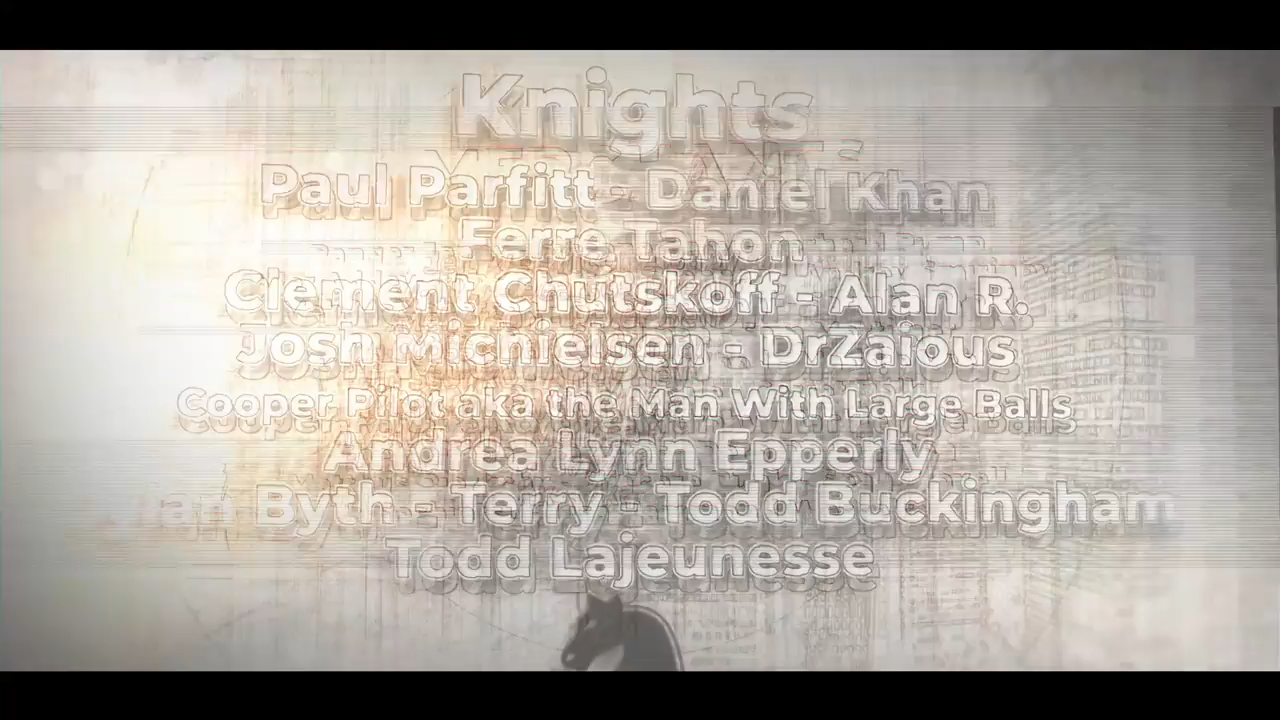 Knights
Paul Parfitt - Daniel Khan
Ferre Tahon
Clement Chutskoff - Alan R.
Josh Michielsen - DrZaious
Cooper Pilot aka the Man With Large Balls
Andrea Lynn Epperly
Byth - Terry - Todd Buckingham
Todd Lajeunesse